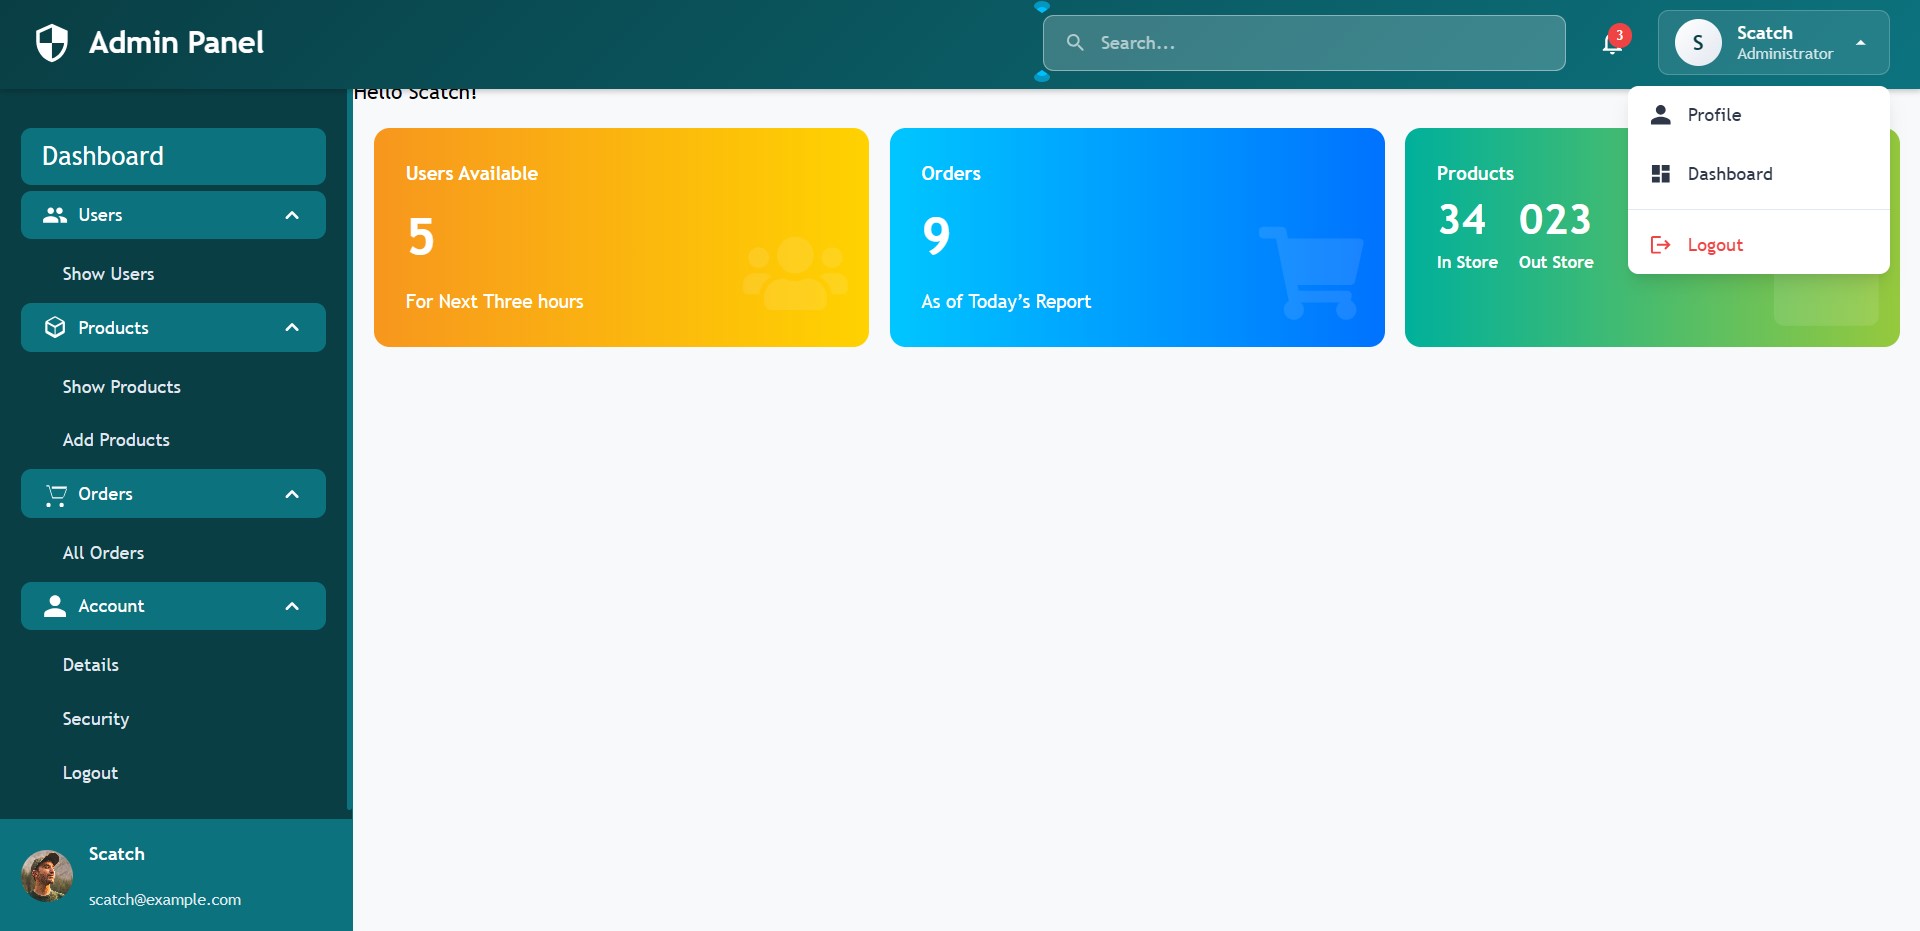 Admin Panel
Search...
3
S
Scatch
Administrator
Hello Scatch!
Profile
Dashboard
Logout
Dashboard
Users
Show Users
Products
Show Products
Add Products
Orders
All Orders
Account
Details
Security
Logout
Scatch
scatch@example.com
Users Available
5
For Next Three hours
Orders
9
As of Today’s Report
Products
34 023
In Store Out Store